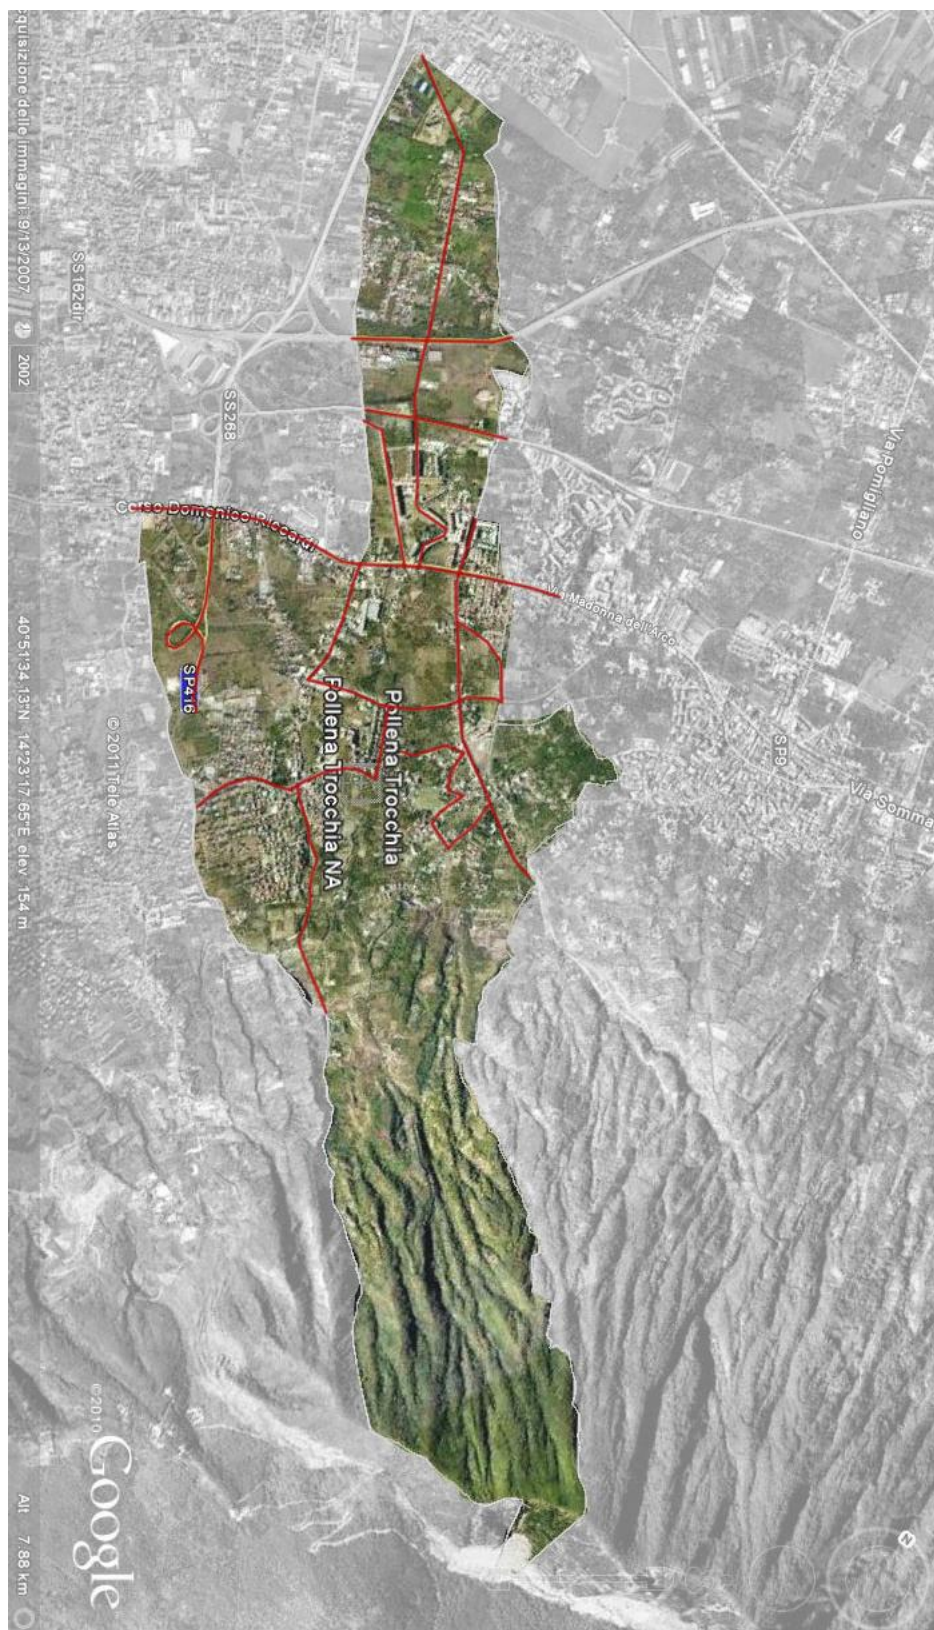 Via Pomigliano
SS162dir
SS268
Corso Domenico Riccardi
Via Madonna dell'Arco
SP9
Via Somma
SP416
Pollena Trocchia
Pollena Trocchia NA
©2011 Tele Atlas
©2010 Google
N
cquisizione delle immagini: 9/13/2007
2002
40°51'34.13"N 14°23'17.65"E elev 154 m
Alt 7.88 km